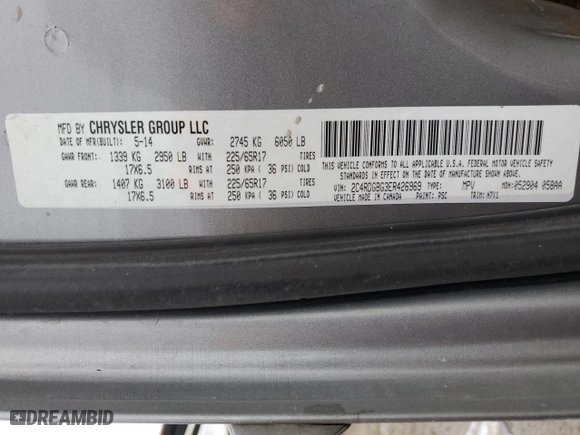 MFD BY CHRYSLER GROUP LLC
DATE OF MFR(BUILT): 5-14 GVWR: 2745 KG 6050 LB
GAWR FRONT: 1339 KG 2950 LB WITH 225/65R17 TIRES
17X6.5 RIMS AT 250 KPA ( 36 PSI) COLD
GAWR REAR: 1407 KG 3100 LB WITH 225/65R17 TIRES
17X6.5 RIMS AT 250 KPA ( 36 PSI) COLD
THIS VEHICLE CONFORMS TO ALL APPLICABLE U.S.A. FEDERAL MOTOR VEHICLE SAFETY
STANDARDS IN EFFECT ON THE DATE OF MANUFACTURE SHOWN ABOVE.
VIN: 2C4RDGBG3ER426969 TYPE: MPV MDH:052904 058AA
VEHICLE MADE IN CANADA PAINT: PSC TRIM: H7X1
DREAMBID